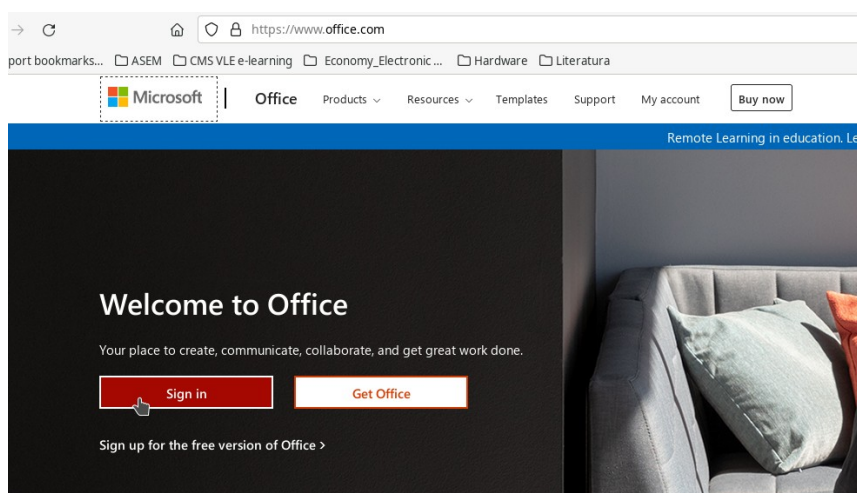 https://www.office.com
port bookmarks... ASEM CMS VLE e-learning Economy_Electronic ... Hardware Literatura
Microsoft Office Products Resources Templates Support My account Buy now
Remote Learning in education. Le
Welcome to Office
Your place to create, communicate, collaborate, and get great work done.
Sign in Get Office
Sign up for the free version of Office >